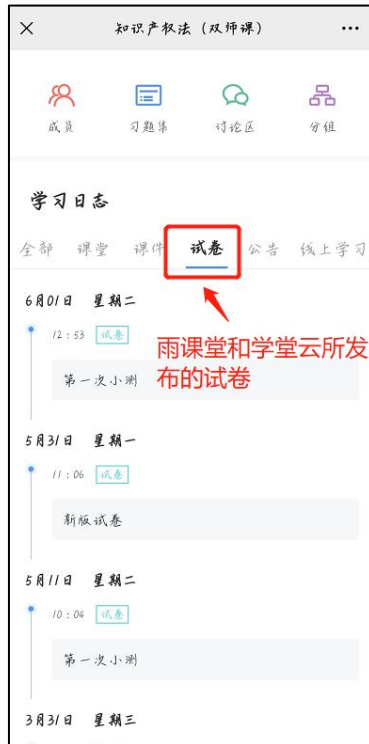 知识产权法（双师课）
成员 习题集 讨论区 分组
学习日志
全部 课堂 课件 试卷 公告 线上学习
6月01日 星期二
12:53 试卷
第一次小测
雨课堂和学堂云所发
布的试卷
5月31日 星期一
11:06 试卷
新版试卷
5月11日 星期二
10:04 试卷
第一次小测
3月31日 星期三